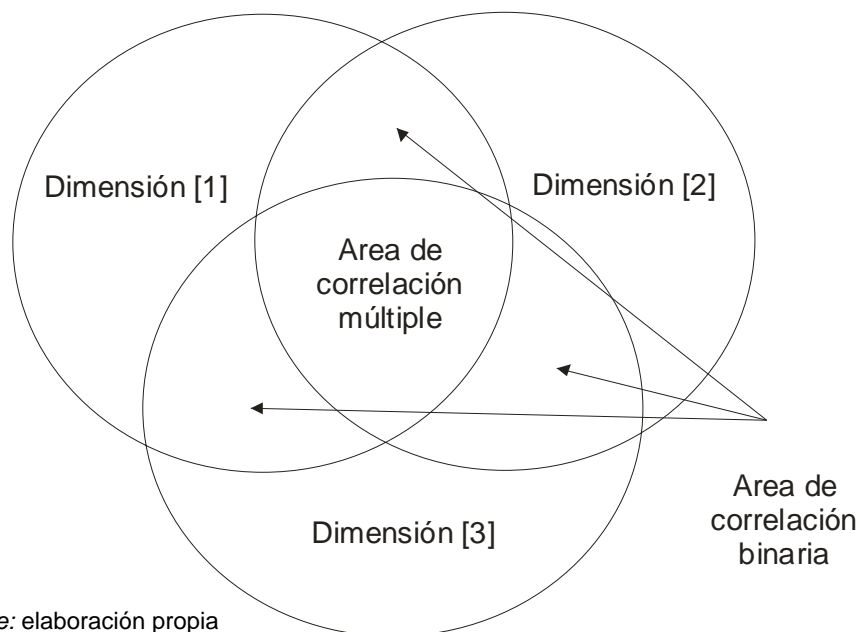 Dimensión [1]
Dimensión [2]
Area de
correlación
múltiple
Dimensión [3]
Area de
correlación
binaria
e: elaboración propia